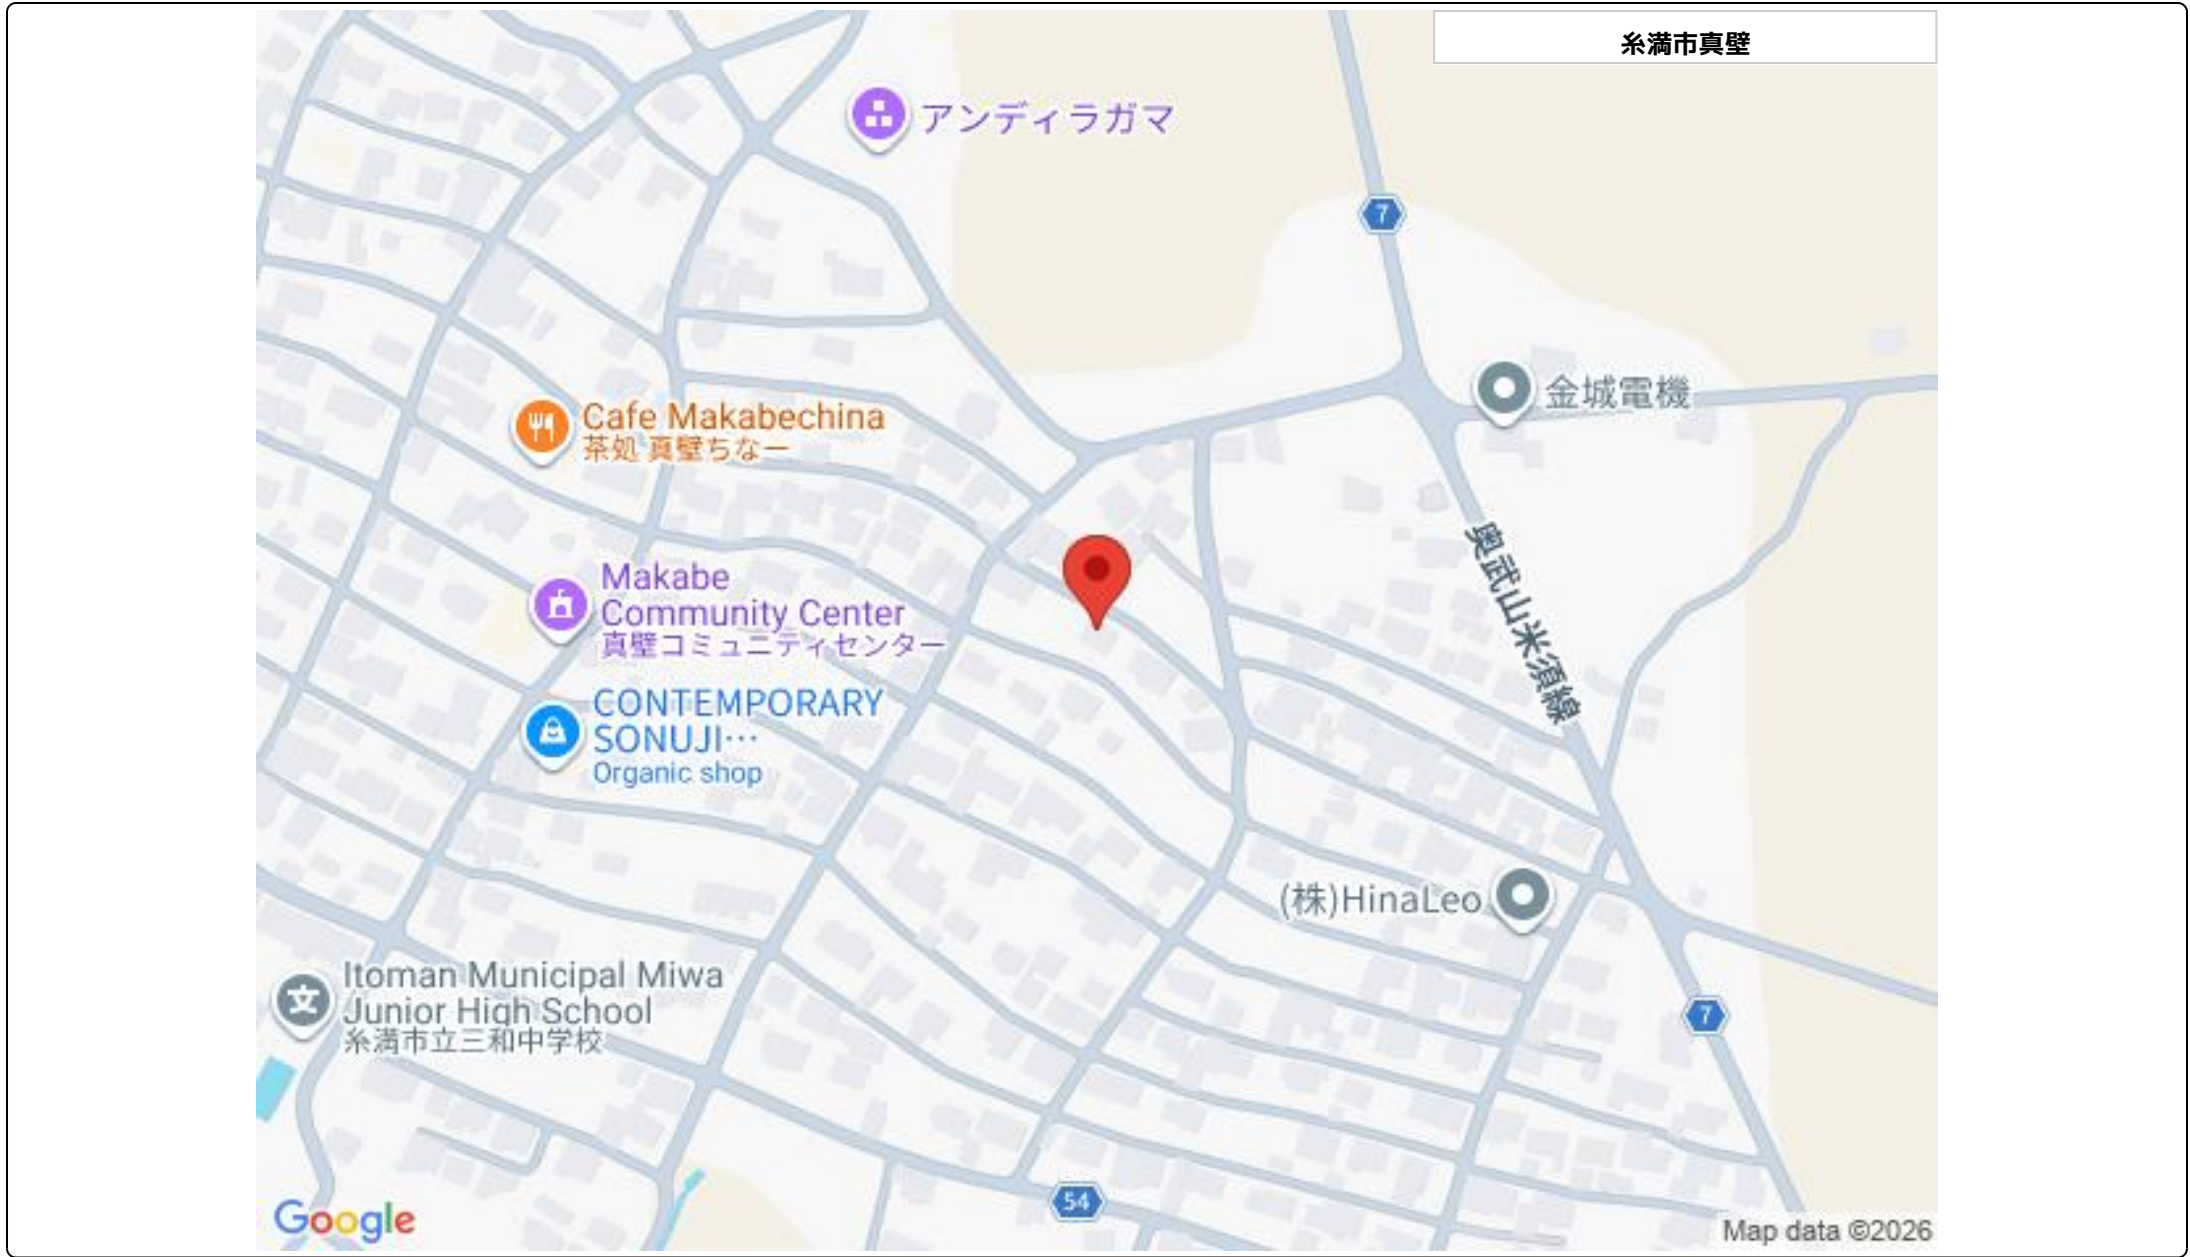 糸満市真壁
アンディラガマ
7
金城電機
Cafe Makabechina
茶処 真壁ちなー
奥武山米須線
Makabe
Community Center
真壁コミュニティセンター
CONTEMPORARY
SONUJI…
Organic shop
(株)HinaLeo
Itoman Municipal Miwa
Junior High School
糸満市立三和中学校
文
7
54
Google
Map data ©2026